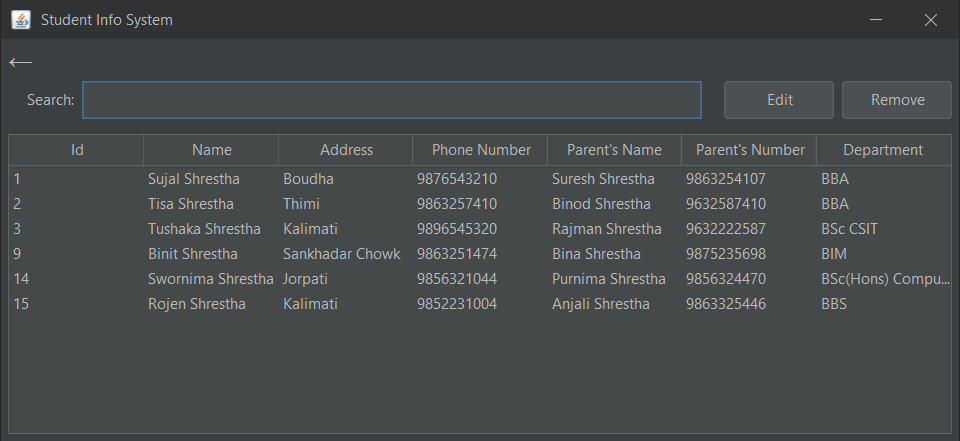 Student Info System
←
Search: Edit Remove
Id Name Address Phone Number Parent's Name Parent's Number Department
1 Sujal Shrestha Boudha 9876543210 Suresh Shrestha 9863254107 BBA
2 Tisa Shrestha Thimi 9863257410 Binod Shrestha 9632587410 BBA
3 Tushaka Shrestha Kalimati 9896545320 Rajman Shrestha 9632222587 BSc CSIT
9 Binit Shrestha Sankhadar Chowk 9863251474 Bina Shrestha 9875235698 BIM
14 Swornima Shrestha Jorpati 9856321044 Purnima Shrestha 9856324470 BSc(Hons) Compu...
15 Rojen Shrestha Kalimati 9852231004 Anjali Shrestha 9863325446 BBS